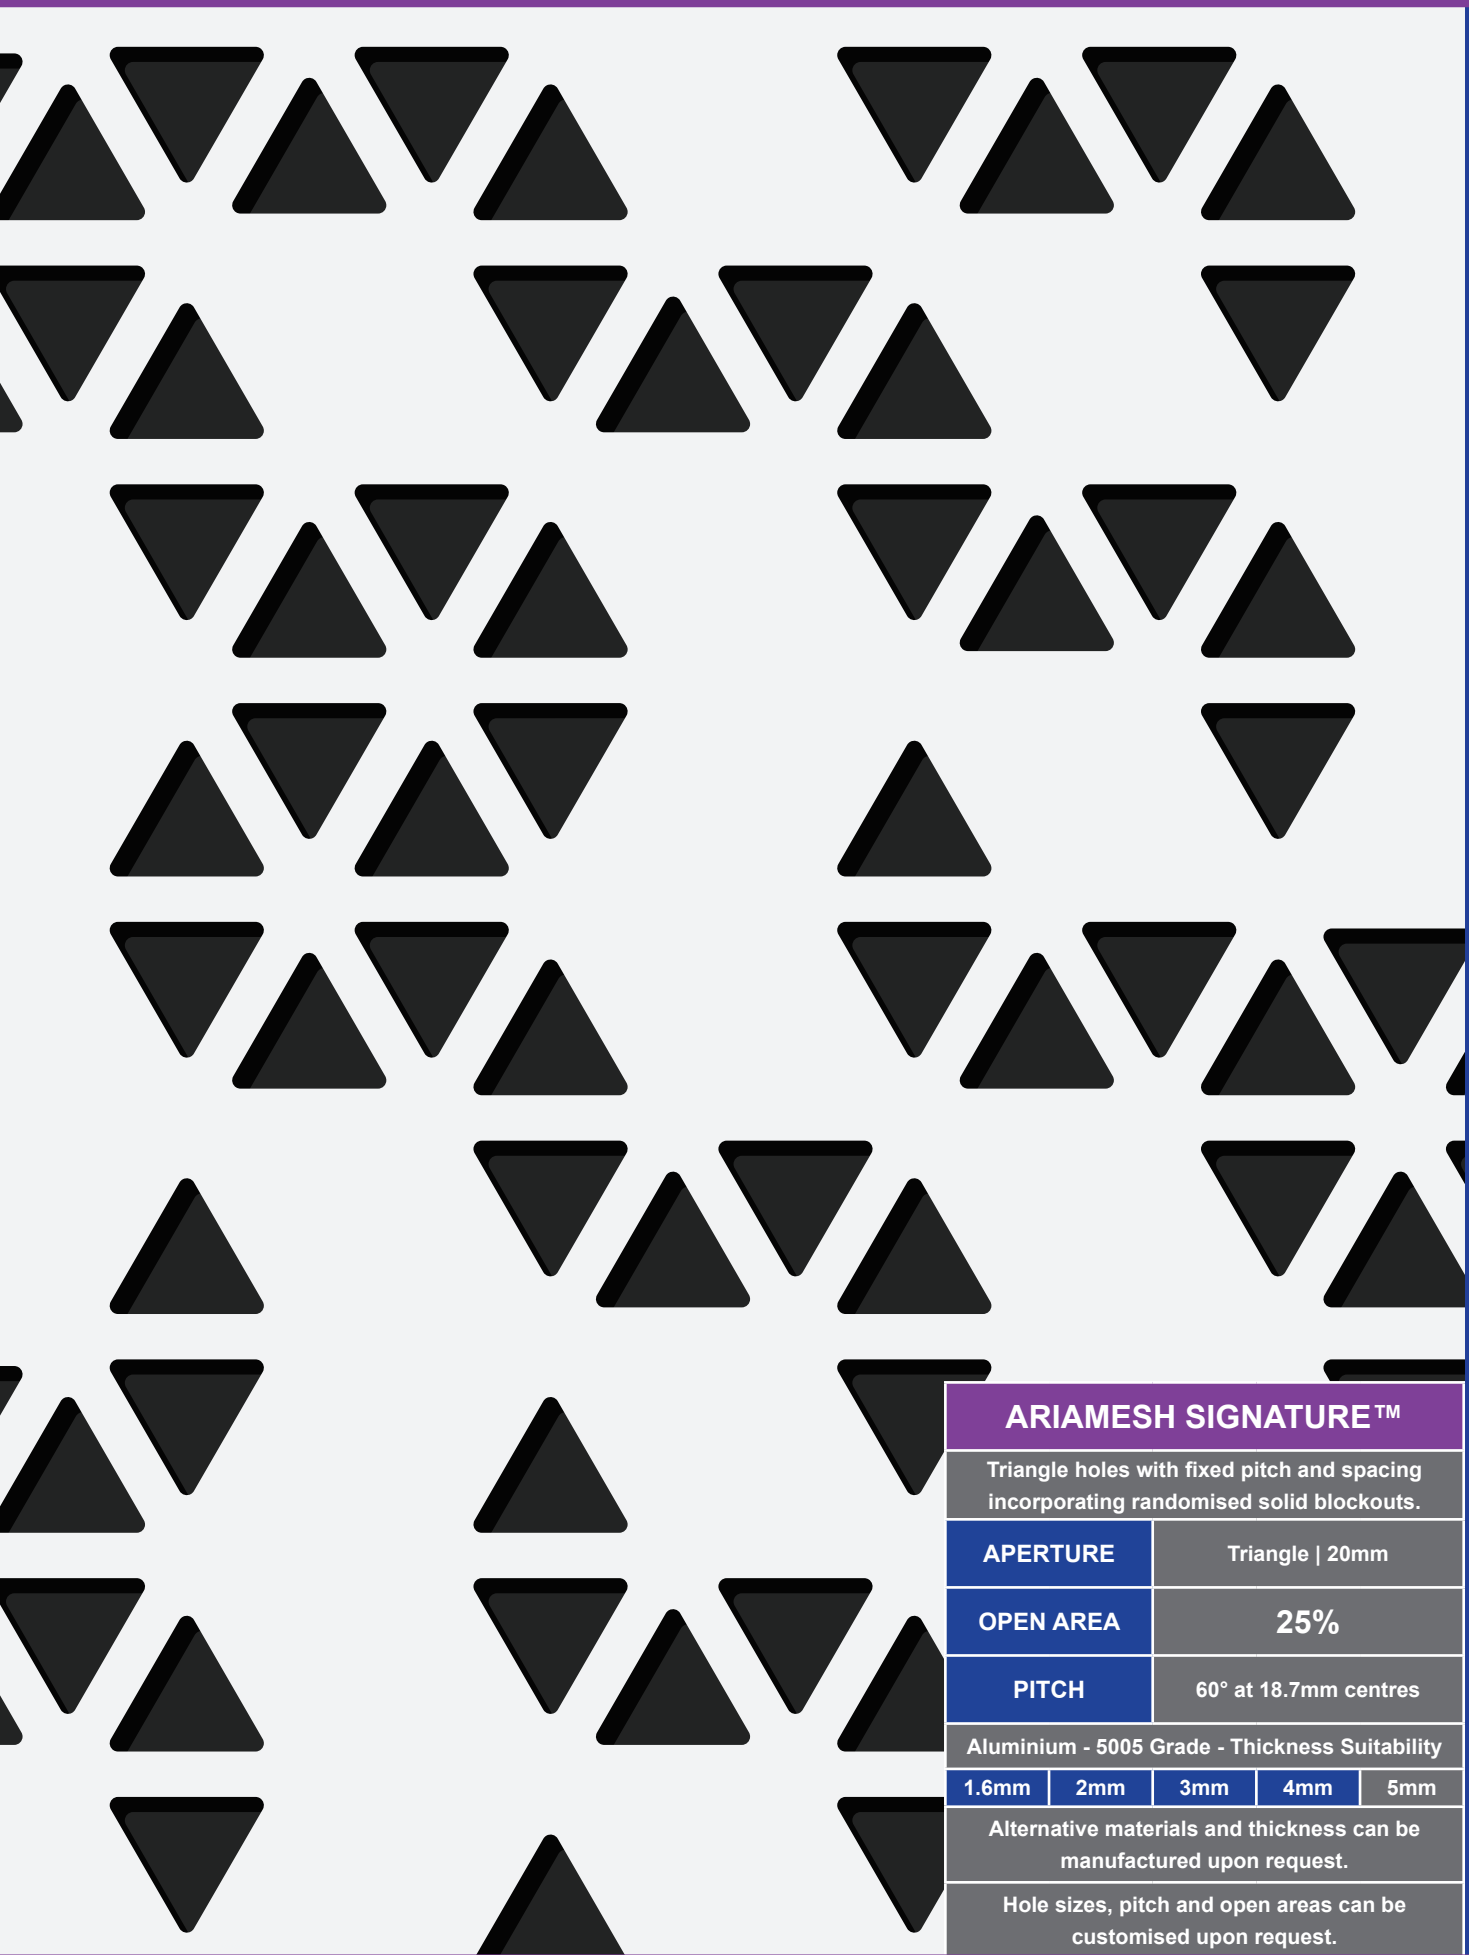 ARIAMESH SIGNATURE™
Triangle holes with fixed pitch and spacing
incorporating randomised solid blockouts.
APERTURE Triangle | 20mm
OPEN AREA 25%
PITCH 60° at 18.7mm centres
Aluminium - 5005 Grade - Thickness Suitability
1.6mm 2mm 3mm 4mm 5mm
Alternative materials and thickness can be
manufactured upon request.
Hole sizes, pitch and open areas can be
customised upon request.